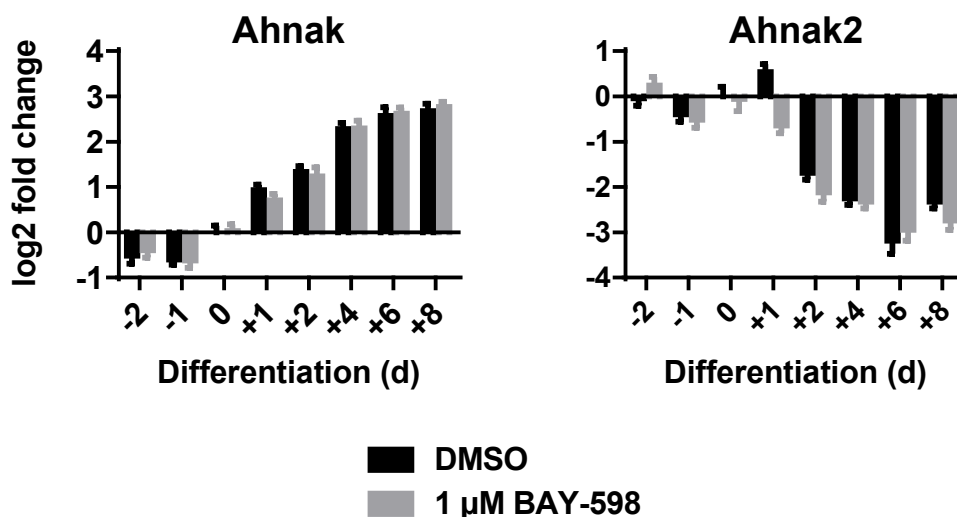 Ahnak
log2 fold change
4
3
2
1
0
-1
-2 -1 0 +1 +2 +4 +6 +8
Differentiation (d)
Ahnak2
1
0
-1
-2
-3
-4
-2 -1 0 +1 +2 +4 +6 +8
Differentiation (d)
DMSO
1 µM BAY-598